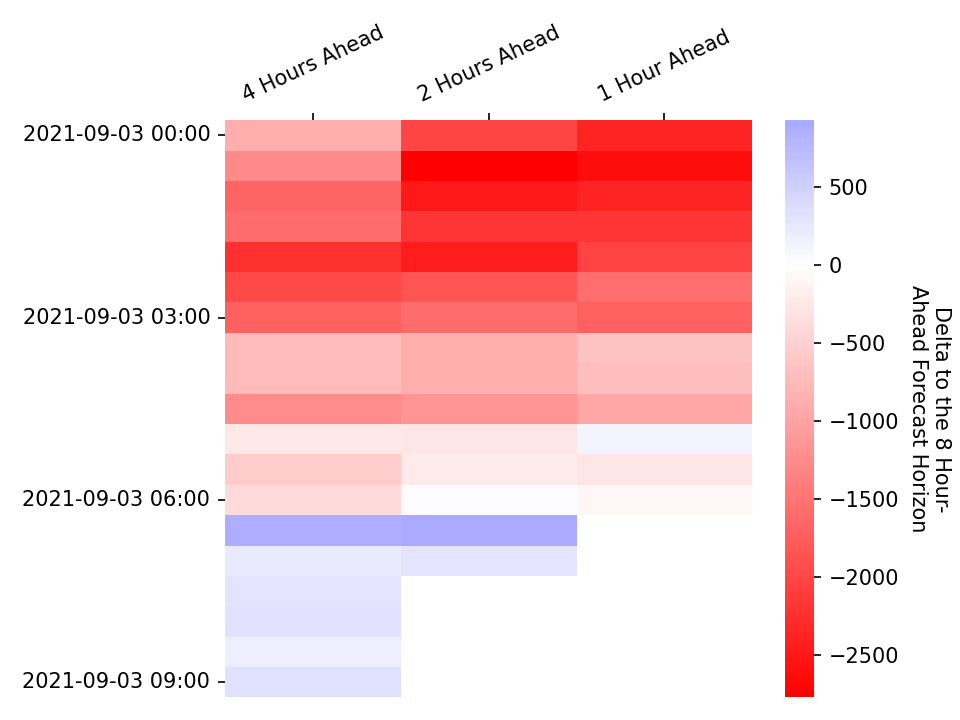 4 Hours Ahead
2 Hours Ahead
1 Hour Ahead
2021-09-03 00:00
2021-09-03 03:00
2021-09-03 06:00
2021-09-03 09:00
500
0
−500
−1000
−1500
−2000
−2500
Delta to the 8 Hour-
Ahead Forecast Horizon